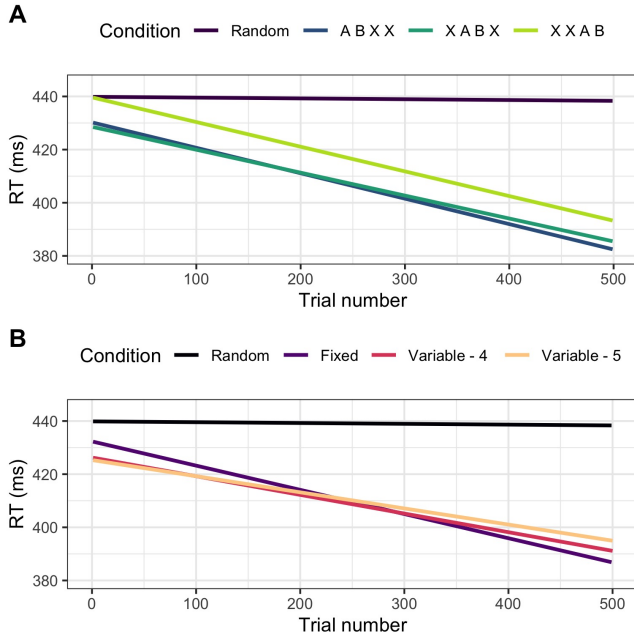 A
Condition Random A B X X X A B X X X A B
440
420
400
380
RT (ms)
0 100 200 300 400 500
Trial number
B
Condition Random Fixed Variable - 4 Variable - 5
440
420
400
380
RT (ms)
0 100 200 300 400 500
Trial number